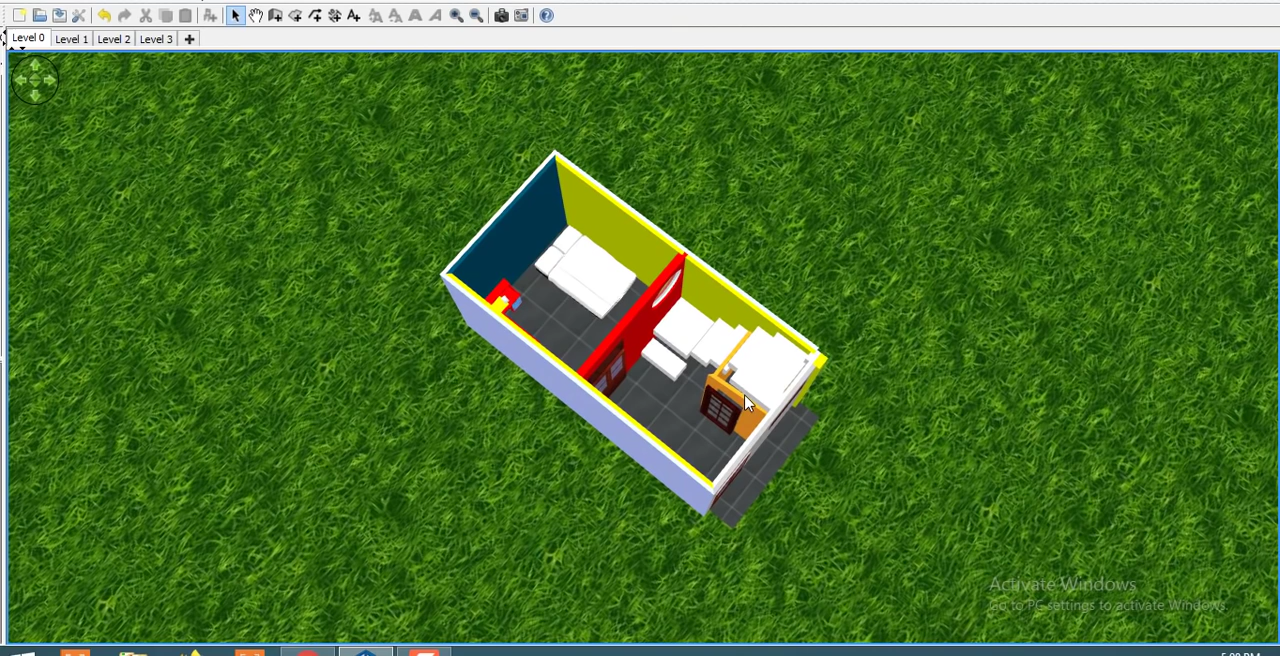 Level 0 Level 1 Level 2 Level 3
Activate Windows
Go to PC settings to activate Windows.